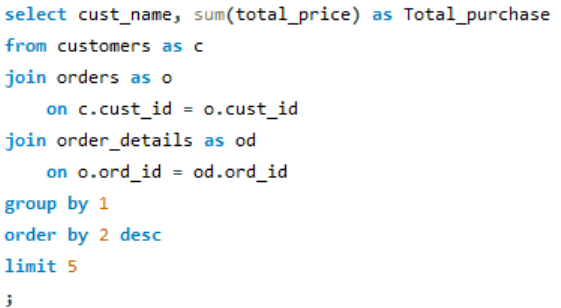 select cust_name, sum(total_price) as Total_purchase
from customers as c
join orders as o
    on c.cust_id = o.cust_id
join order_details as od
    on o.ord_id = od.ord_id
group by 1
order by 2 desc
limit 5
;